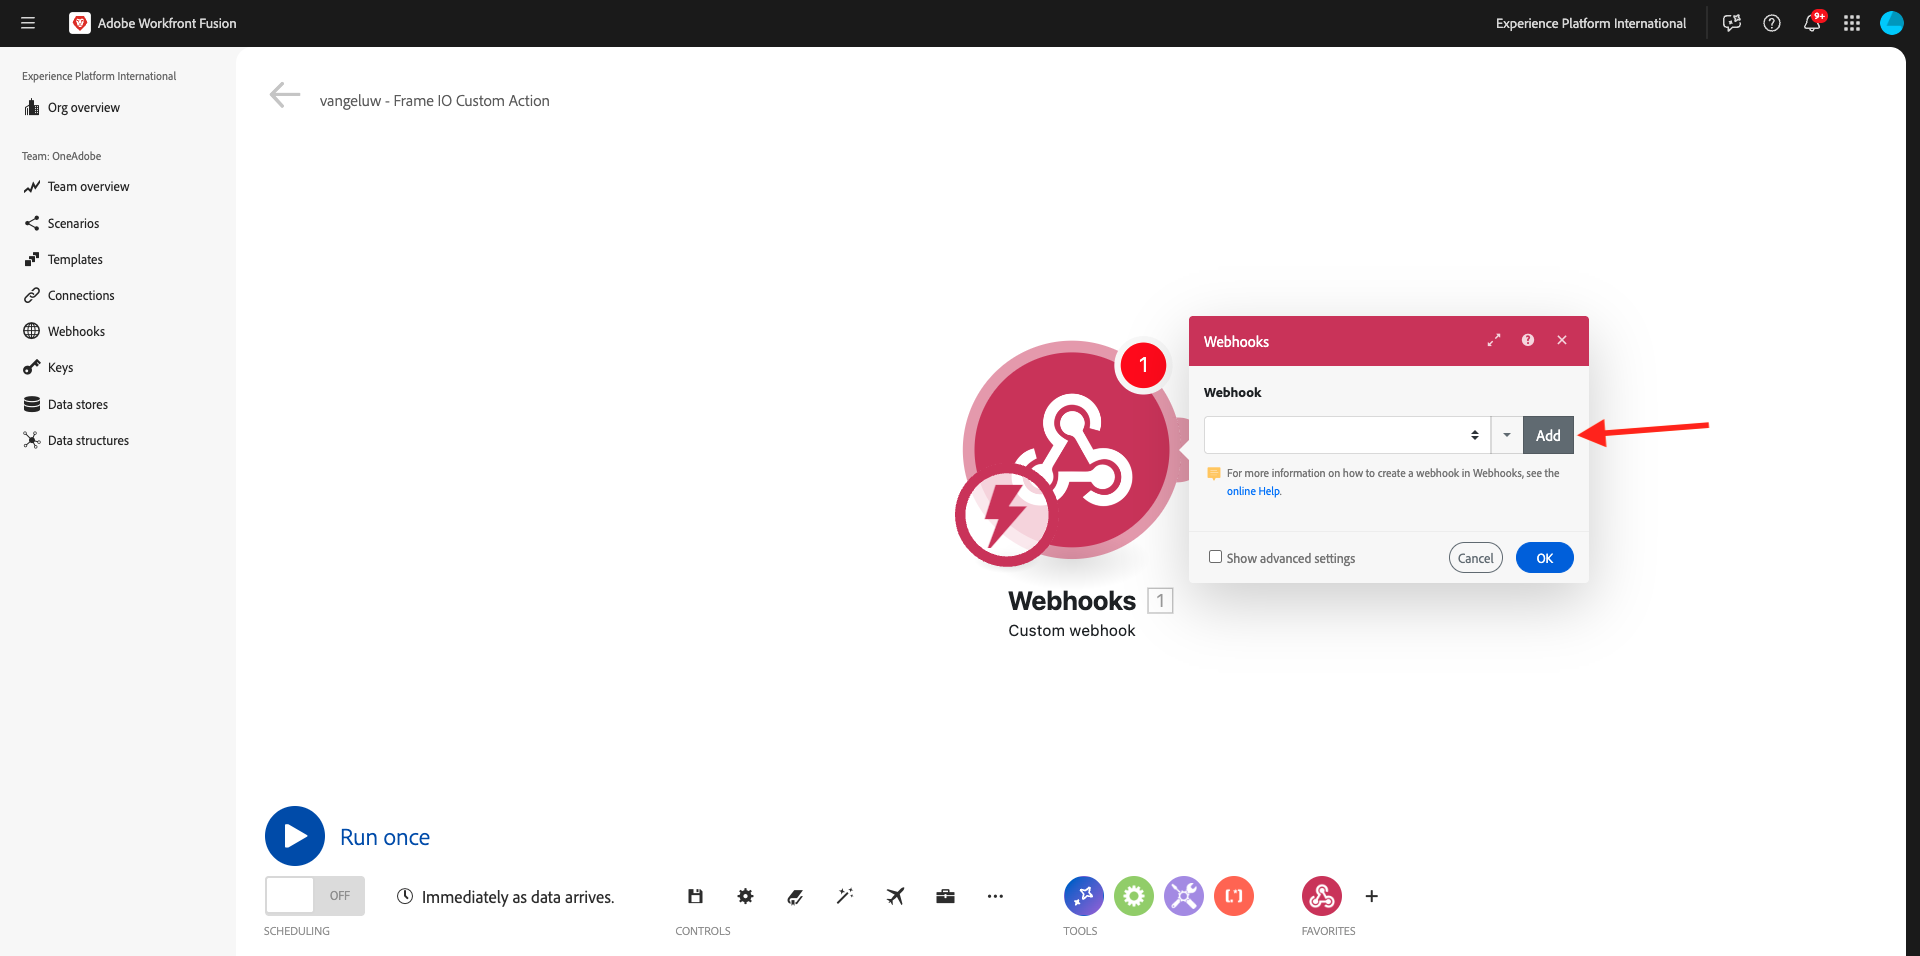 Adobe Workfront Fusion
Experience Platform International
9+
Experience Platform International
Org overview
Team: OneAdobe
Team overview
Scenarios
Templates
Connections
Webhooks
Keys
Data stores
Data structures
vangeluw - Frame IO Custom Action
1
Webhooks 1
Custom webhook
Webhooks
Webhook
Add
For more information on how to create a webhook in Webhooks, see the
online Help.
Show advanced settings
Cancel
OK
Run once
OFF
Immediately as data arrives.
SCHEDULING
CONTROLS
TOOLS
FAVORITES